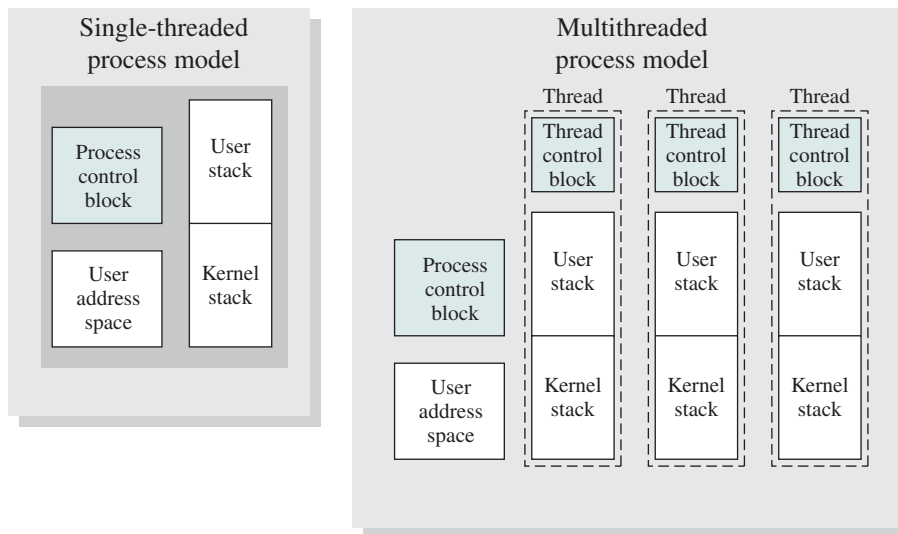 Single-threaded
process model
Process
control
block
User
stack
User
address
space
Kernel
stack
Multithreaded
process model
Thread
Thread
Thread
Thread
control
block
Thread
control
block
Thread
control
block
Process
control
block
User
stack
User
stack
User
stack
User
address
space
Kernel
stack
Kernel
stack
Kernel
stack